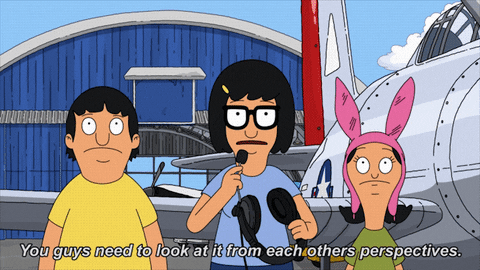 You guys need to look at it from each others perspectives.